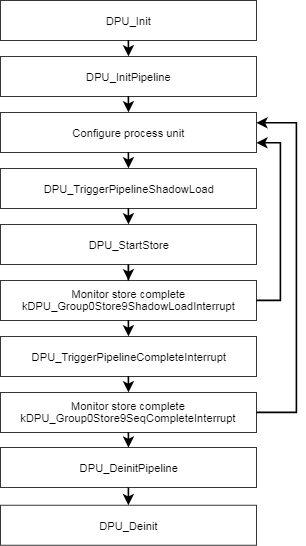 DPU_Init
DPU_InitPipeline
Configure process unit
DPU_TriggerPipelineShadowLoad
DPU_StartStore
Monitor store complete
kDPU_Group0Store9ShadowLoadInterrupt
DPU_TriggerPipelineCompleteInterrupt
Monitor store complete
kDPU_Group0Store9SeqCompleteInterrupt
DPU_DeinitPipeline
DPU_Deinit